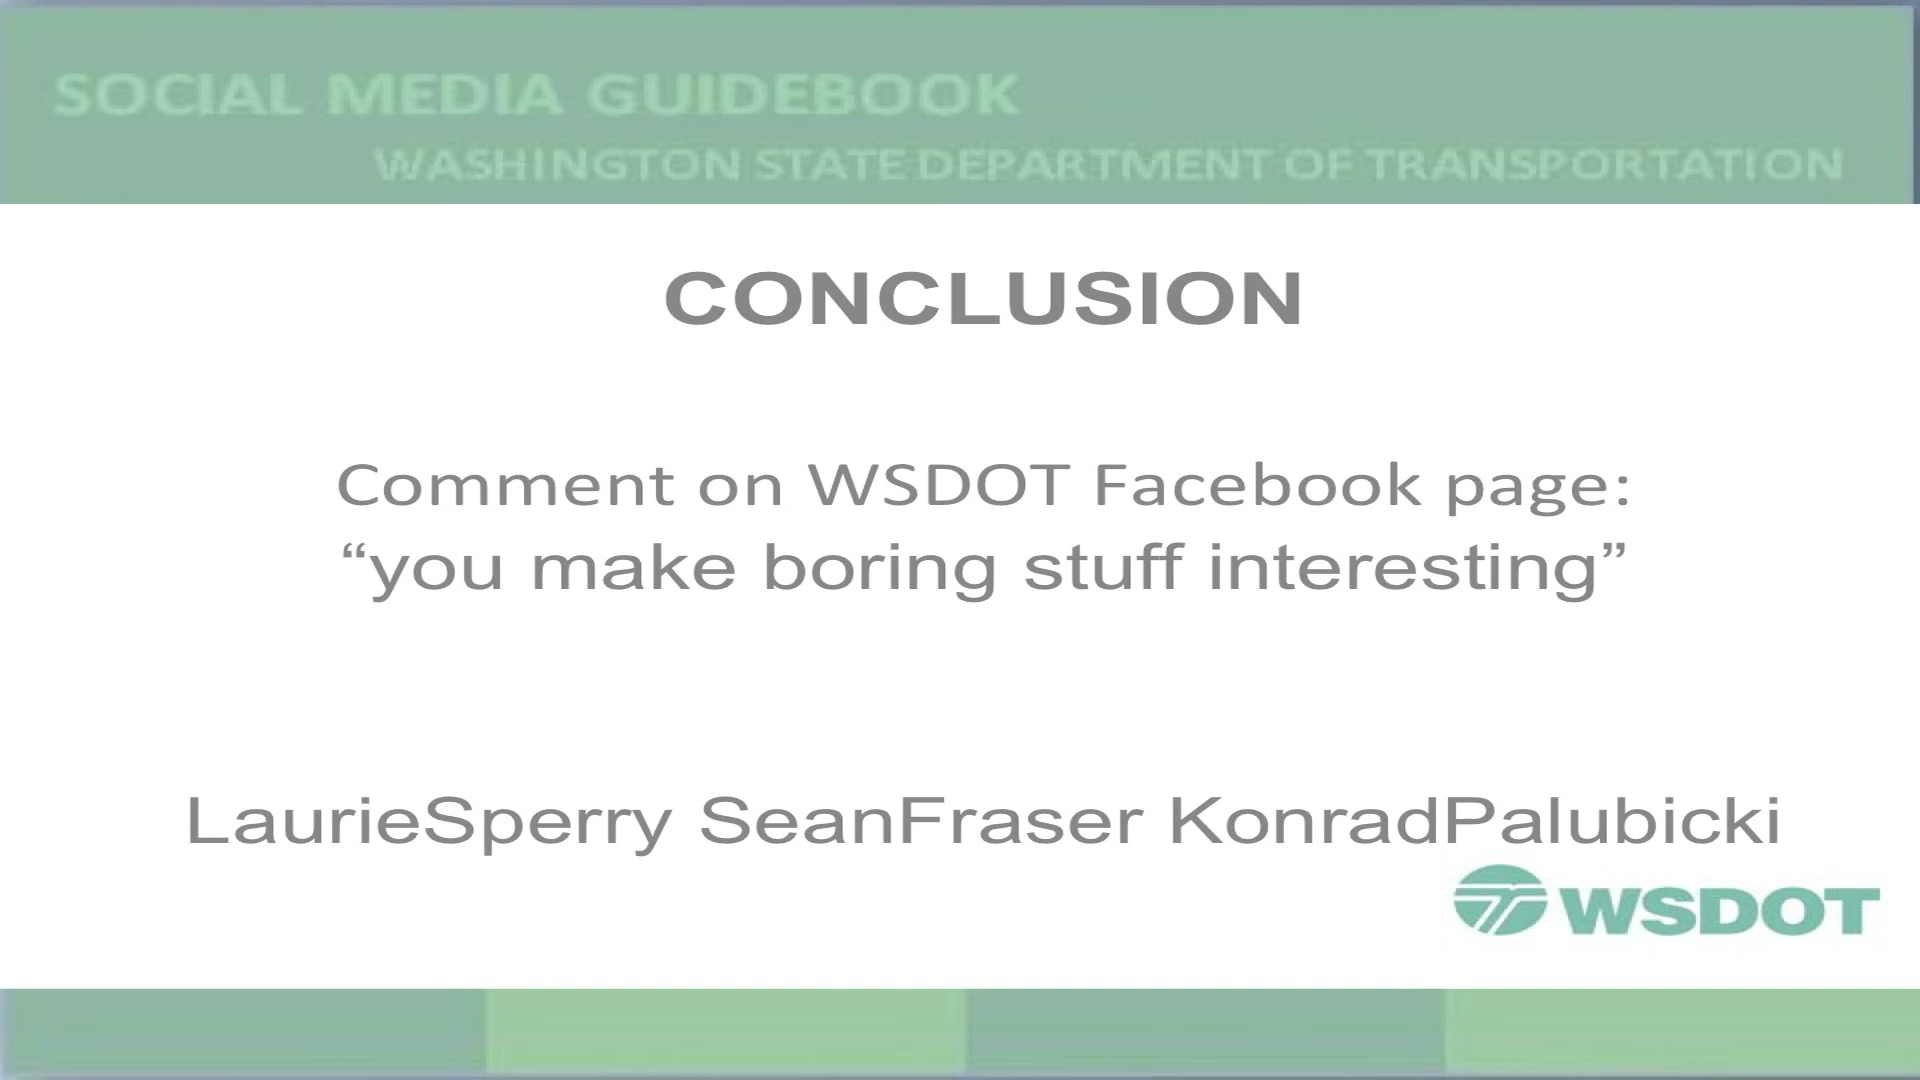 SOCIAL MEDIA GUIDEBOOK
WASHINGTON STATE DEPARTMENT OF TRANSPORTATION
CONCLUSION
Comment on WSDOT Facebook page:
“you make boring stuff interesting”
LaurieSperry SeanFraser KonradPalubicki
WSDOT